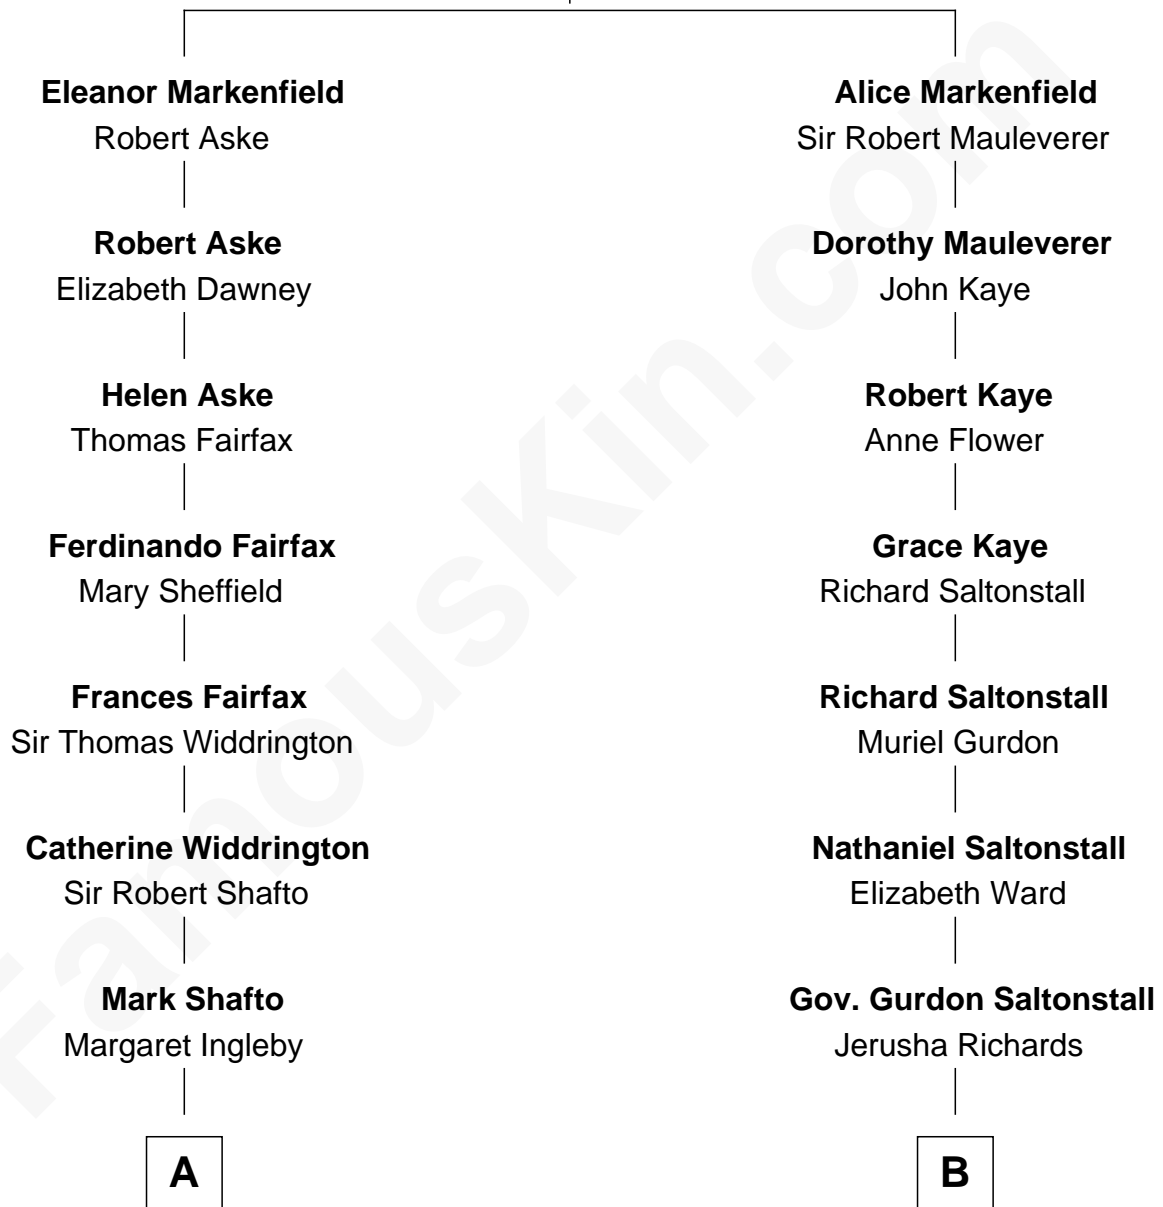 Eleanor Markenfield
Robert Aske
Robert Aske
Elizabeth Dawney
Helen Aske
Thomas Fairfax
Ferdinando Fairfax
Mary Sheffield
Frances Fairfax
Sir Thomas Widdrington
Catherine Widdrington
Sir Robert Shafto
Mark Shafto
Margaret Ingleby
A
Alice Markenfield
Sir Robert Mauleverer
Dorothy Mauleverer
John Kaye
Robert Kaye
Anne Flower
Grace Kaye
Richard Saltonstall
Richard Saltonstall
Muriel Gurdon
Nathaniel Saltonstall
Elizabeth Ward
Gov. Gurdon Saltonstall
Jerusha Richards
B
FamousKin.com